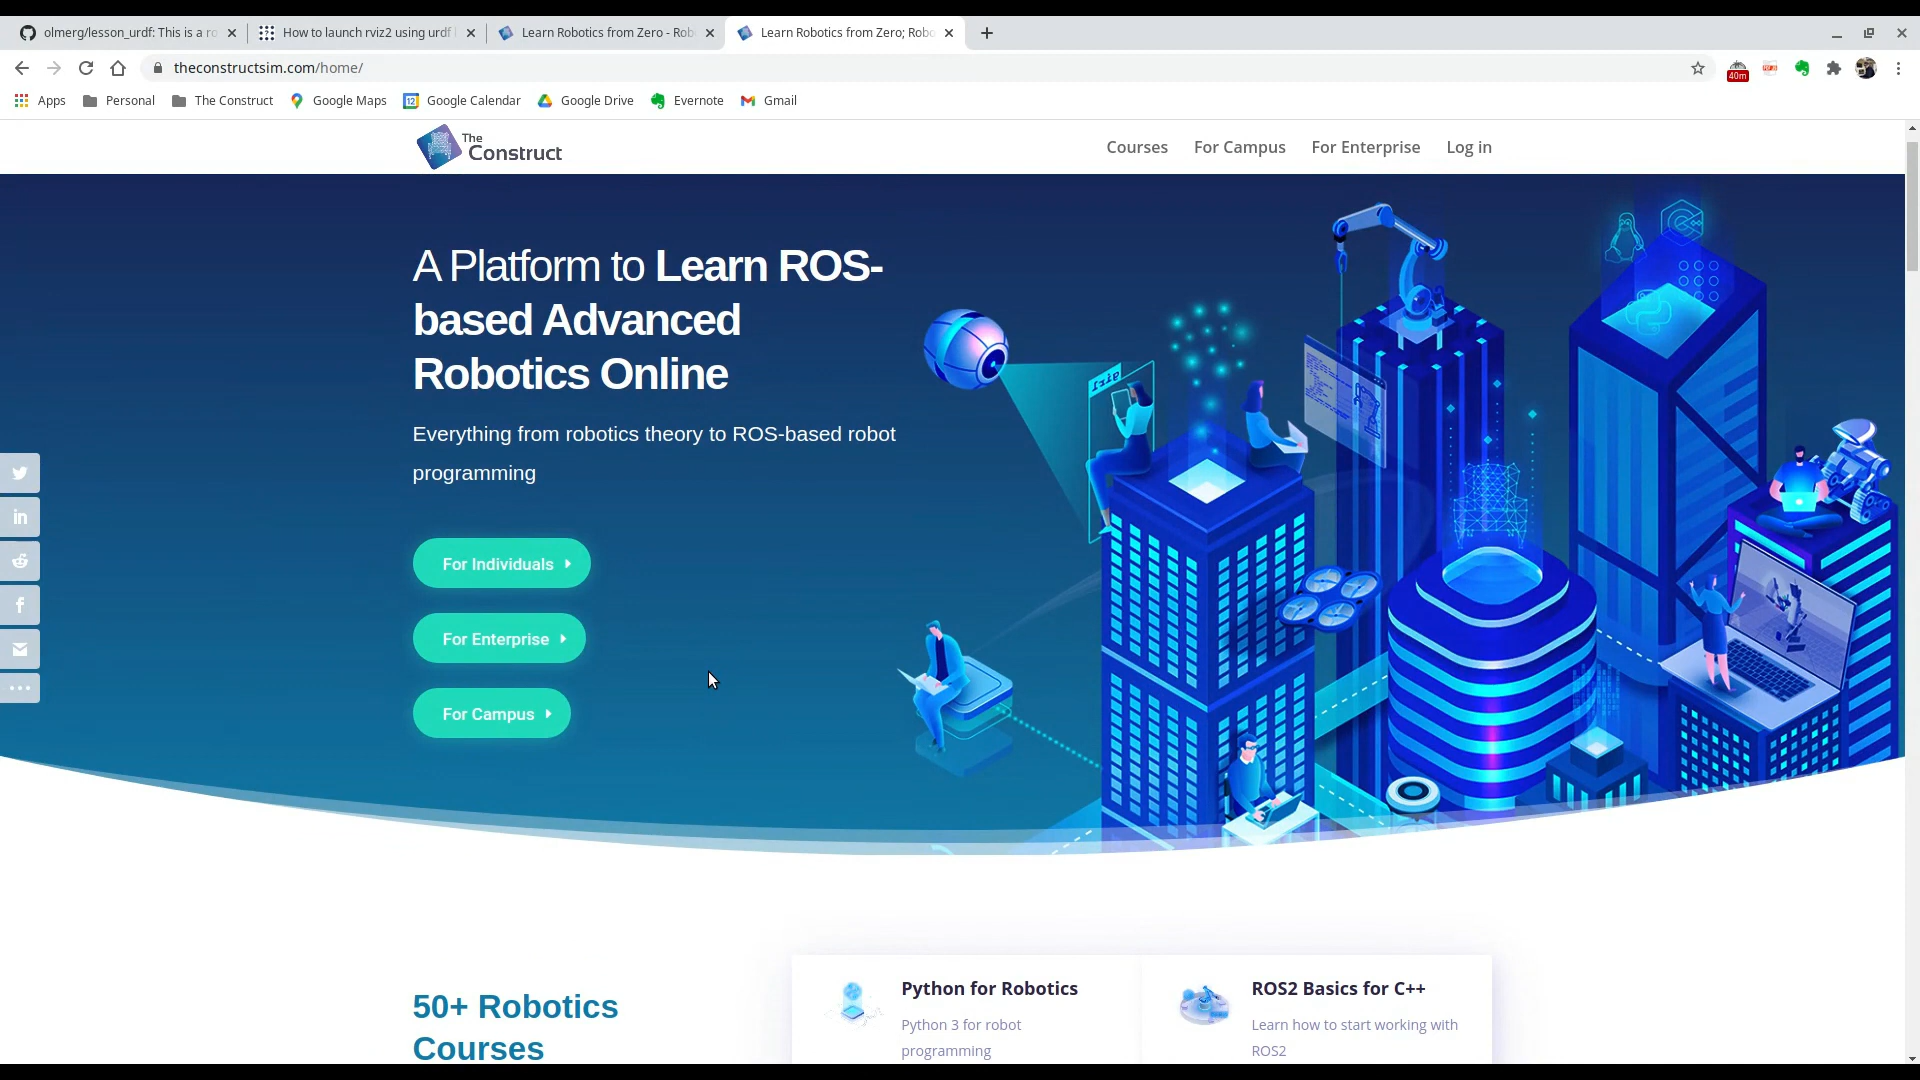 olmerg/lesson_urdf: This is a ro
How to launch rviz2 using urdf
Learn Robotics from Zero - Rob
Learn Robotics from Zero; Robo
theconstructsim.com/home/
40m
Apps
Personal
The Construct
Google Maps
12
Google Calendar
Google Drive
Evernote
Gmail
The
Construct
Courses
For Campus
For Enterprise
Log in
A Platform to Learn ROS-
based Advanced
Robotics Online
Everything from robotics theory to ROS-based robot
programming
For Individuals
For Enterprise
For Campus
50+ Robotics
Courses
Python for Robotics
Python 3 for robot
programming
ROS2 Basics for C++
Learn how to start working with
ROS2